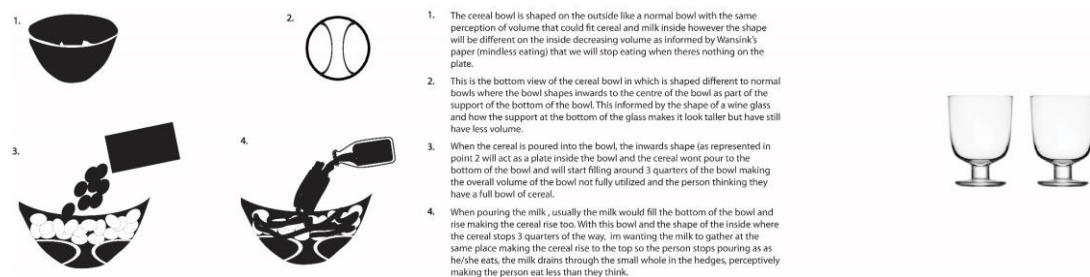 1.
2.
3.
4.
1. The cereal bowl is shaped on the outside like a normal bowl with the same
perception of volume that could fit cereal and milk inside however the shape
will be different on the inside decreasing volume as informed by Wansink's
paper (mindless eating) that we will stop eating when theres nothing on the
plate.
2. This is the bottom view of the cereal bowl in which is shaped different to normal
bowls where the bowl shapes inwards to the centre of the bowl as part of the
support of the bottom of the bowl. This informed by the shape of a wine glass
and how the support at the bottom of the glass makes it look taller but have still
have less volume.
3. When the cereal is poured into the bowl, the inwards shape (as represented in
point 2 will act as a plate inside the bowl and the cereal wont pour to the
bottom of the bowl and will start filling around 3 quarters of the bowl making
the overall volume of the bowl not fully utilized and the person thinking they
have a full bowl of cereal.
4. When pouring the milk , usually the milk would fill the bottom of the bowl and
rise making the cereal rise too. With this bowl and the shape of the inside where
the cereal stops 3 quarters of the way, im wanting the milk to gather at the
same place making the cereal rise to the top so the person stops pouring as as
he/she eats, the milk drains through the small whole in the hedges, perceptively
making the person eat less than they think.